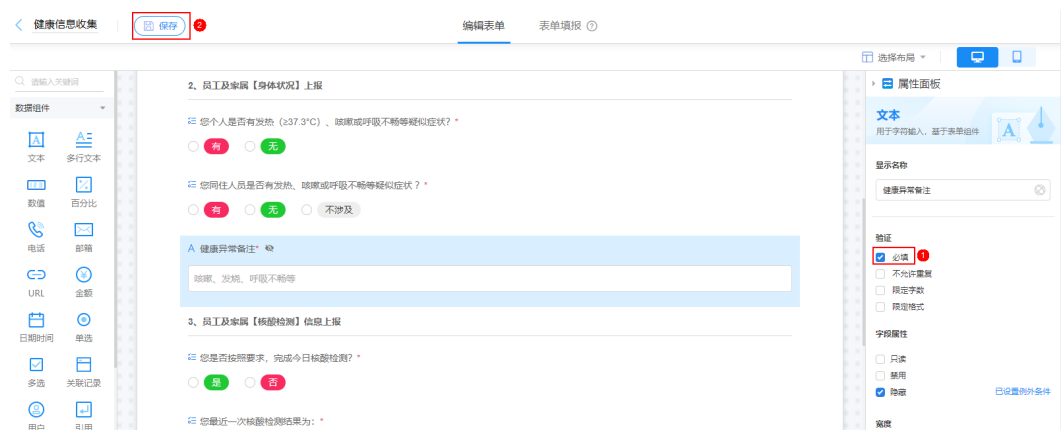 健康信息收集
保存
2
编辑表单
表单填报
选择布局
请输入关键词
数据组件
文本
多行文本
数值
百分比
电话
邮箱
URL
金额
日期时间
单选
多选
关联记录
用户
引用
2、员工及家属【身体状况】上报
您个人是否有发热（≥37.3°C）、咳嗽或呼吸不畅等疑似症状？*
有
无
您同住人员是否有发热、咳嗽或呼吸不畅等疑似症状？*
有
无
不涉及
A 健康异常备注*
咳嗽、发烧、呼吸不畅等
3、员工及家属【核酸检测】信息上报
您是否按照要求，完成今日核酸检测？*
是
否
您最近一次核酸检测结果为：*
属性面板
文本
用于字符输入，基于表单组件
A
显示名称
健康异常备注
验证
必填
1
不允许重复
限定字数
限定格式
字段属性
只读
禁用
隐藏
已设置例外条件
宽度